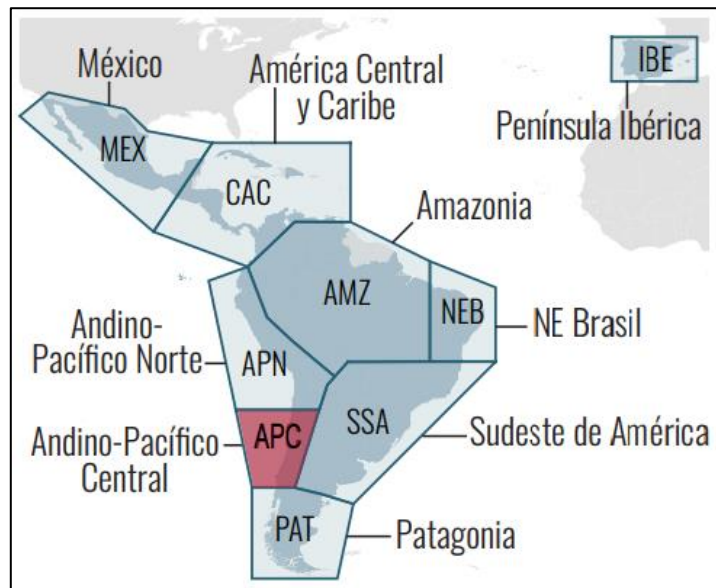 México
América Central
y Caribe
IBE
Península Ibérica
MEX
CAC
Amazonia
AMZ
NEB
NE Brasil
Andino-
Pacífico Norte
APN
Andino-Pacífico
Central
APC
SSA
Sudeste de América
PAT
Patagonia